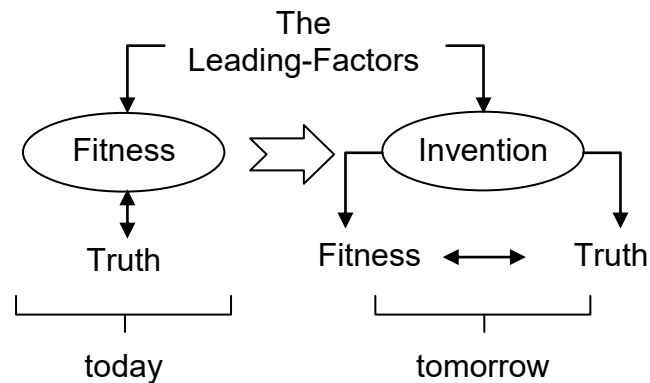 The
Leading-Factors
Fitness
Invention
Truth
Fitness
Truth
today
tomorrow